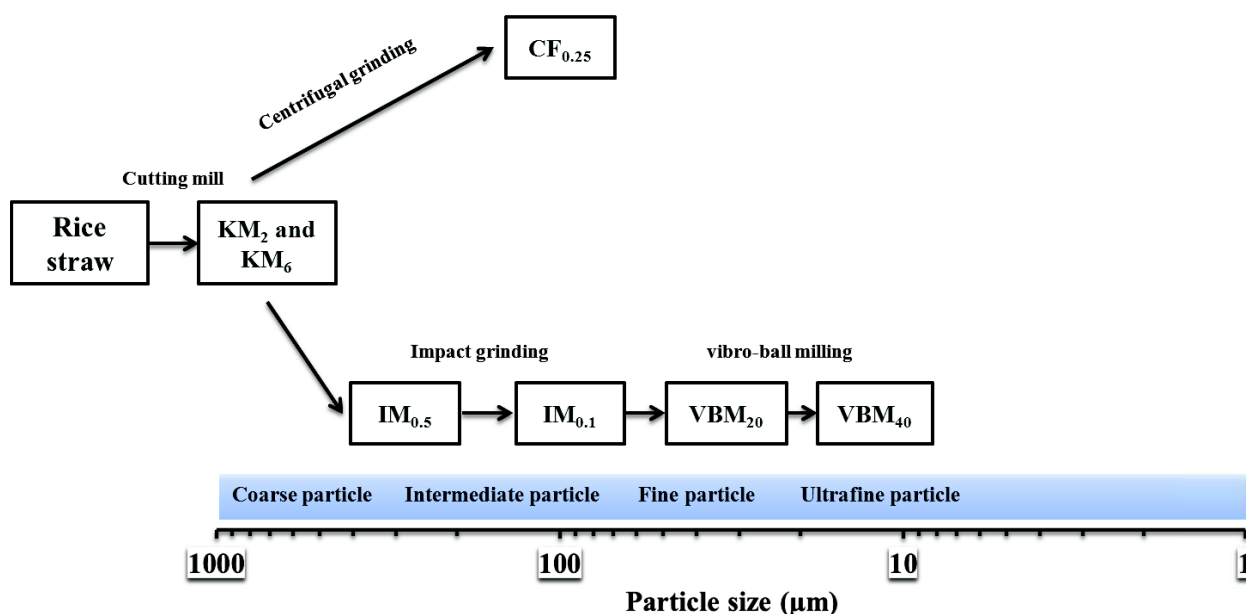 CF₀.₂₅
Centrifugal grinding
Cutting mill
Rice
straw
KM₂ and
KM₆
Impact grinding
vibro-ball milling
IM₀.₅
IM₀.₁
VBM₂₀
VBM₄₀
Coarse particle
Intermediate particle
Fine particle
Ultrafine particle
1000
100
10
1
Particle size (µm)